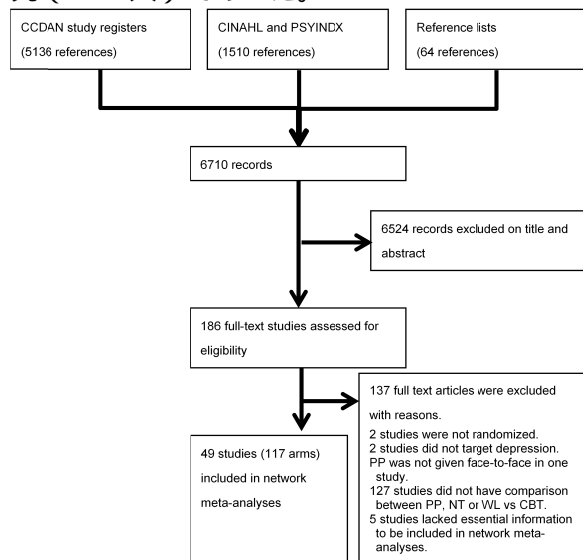 CCDAN study registers
(5136 references)
CINAHL and PSYINDX
(1510 references)
Reference lists
(64 references)
6710 records
6524 records excluded on title and
abstract
186 full-text studies assessed for
eligibility
137 full text articles were excluded
with reasons.
2 studies were not randomized.
2 studies did not target depression.
PP was not given face-to-face in one
study.
127 studies did not have comparison
between PP, NT or WL vs CBT.
5 studies lacked essential information
to be included in network meta-
analyses.
49 studies (117 arms)
included in network
meta-analyses